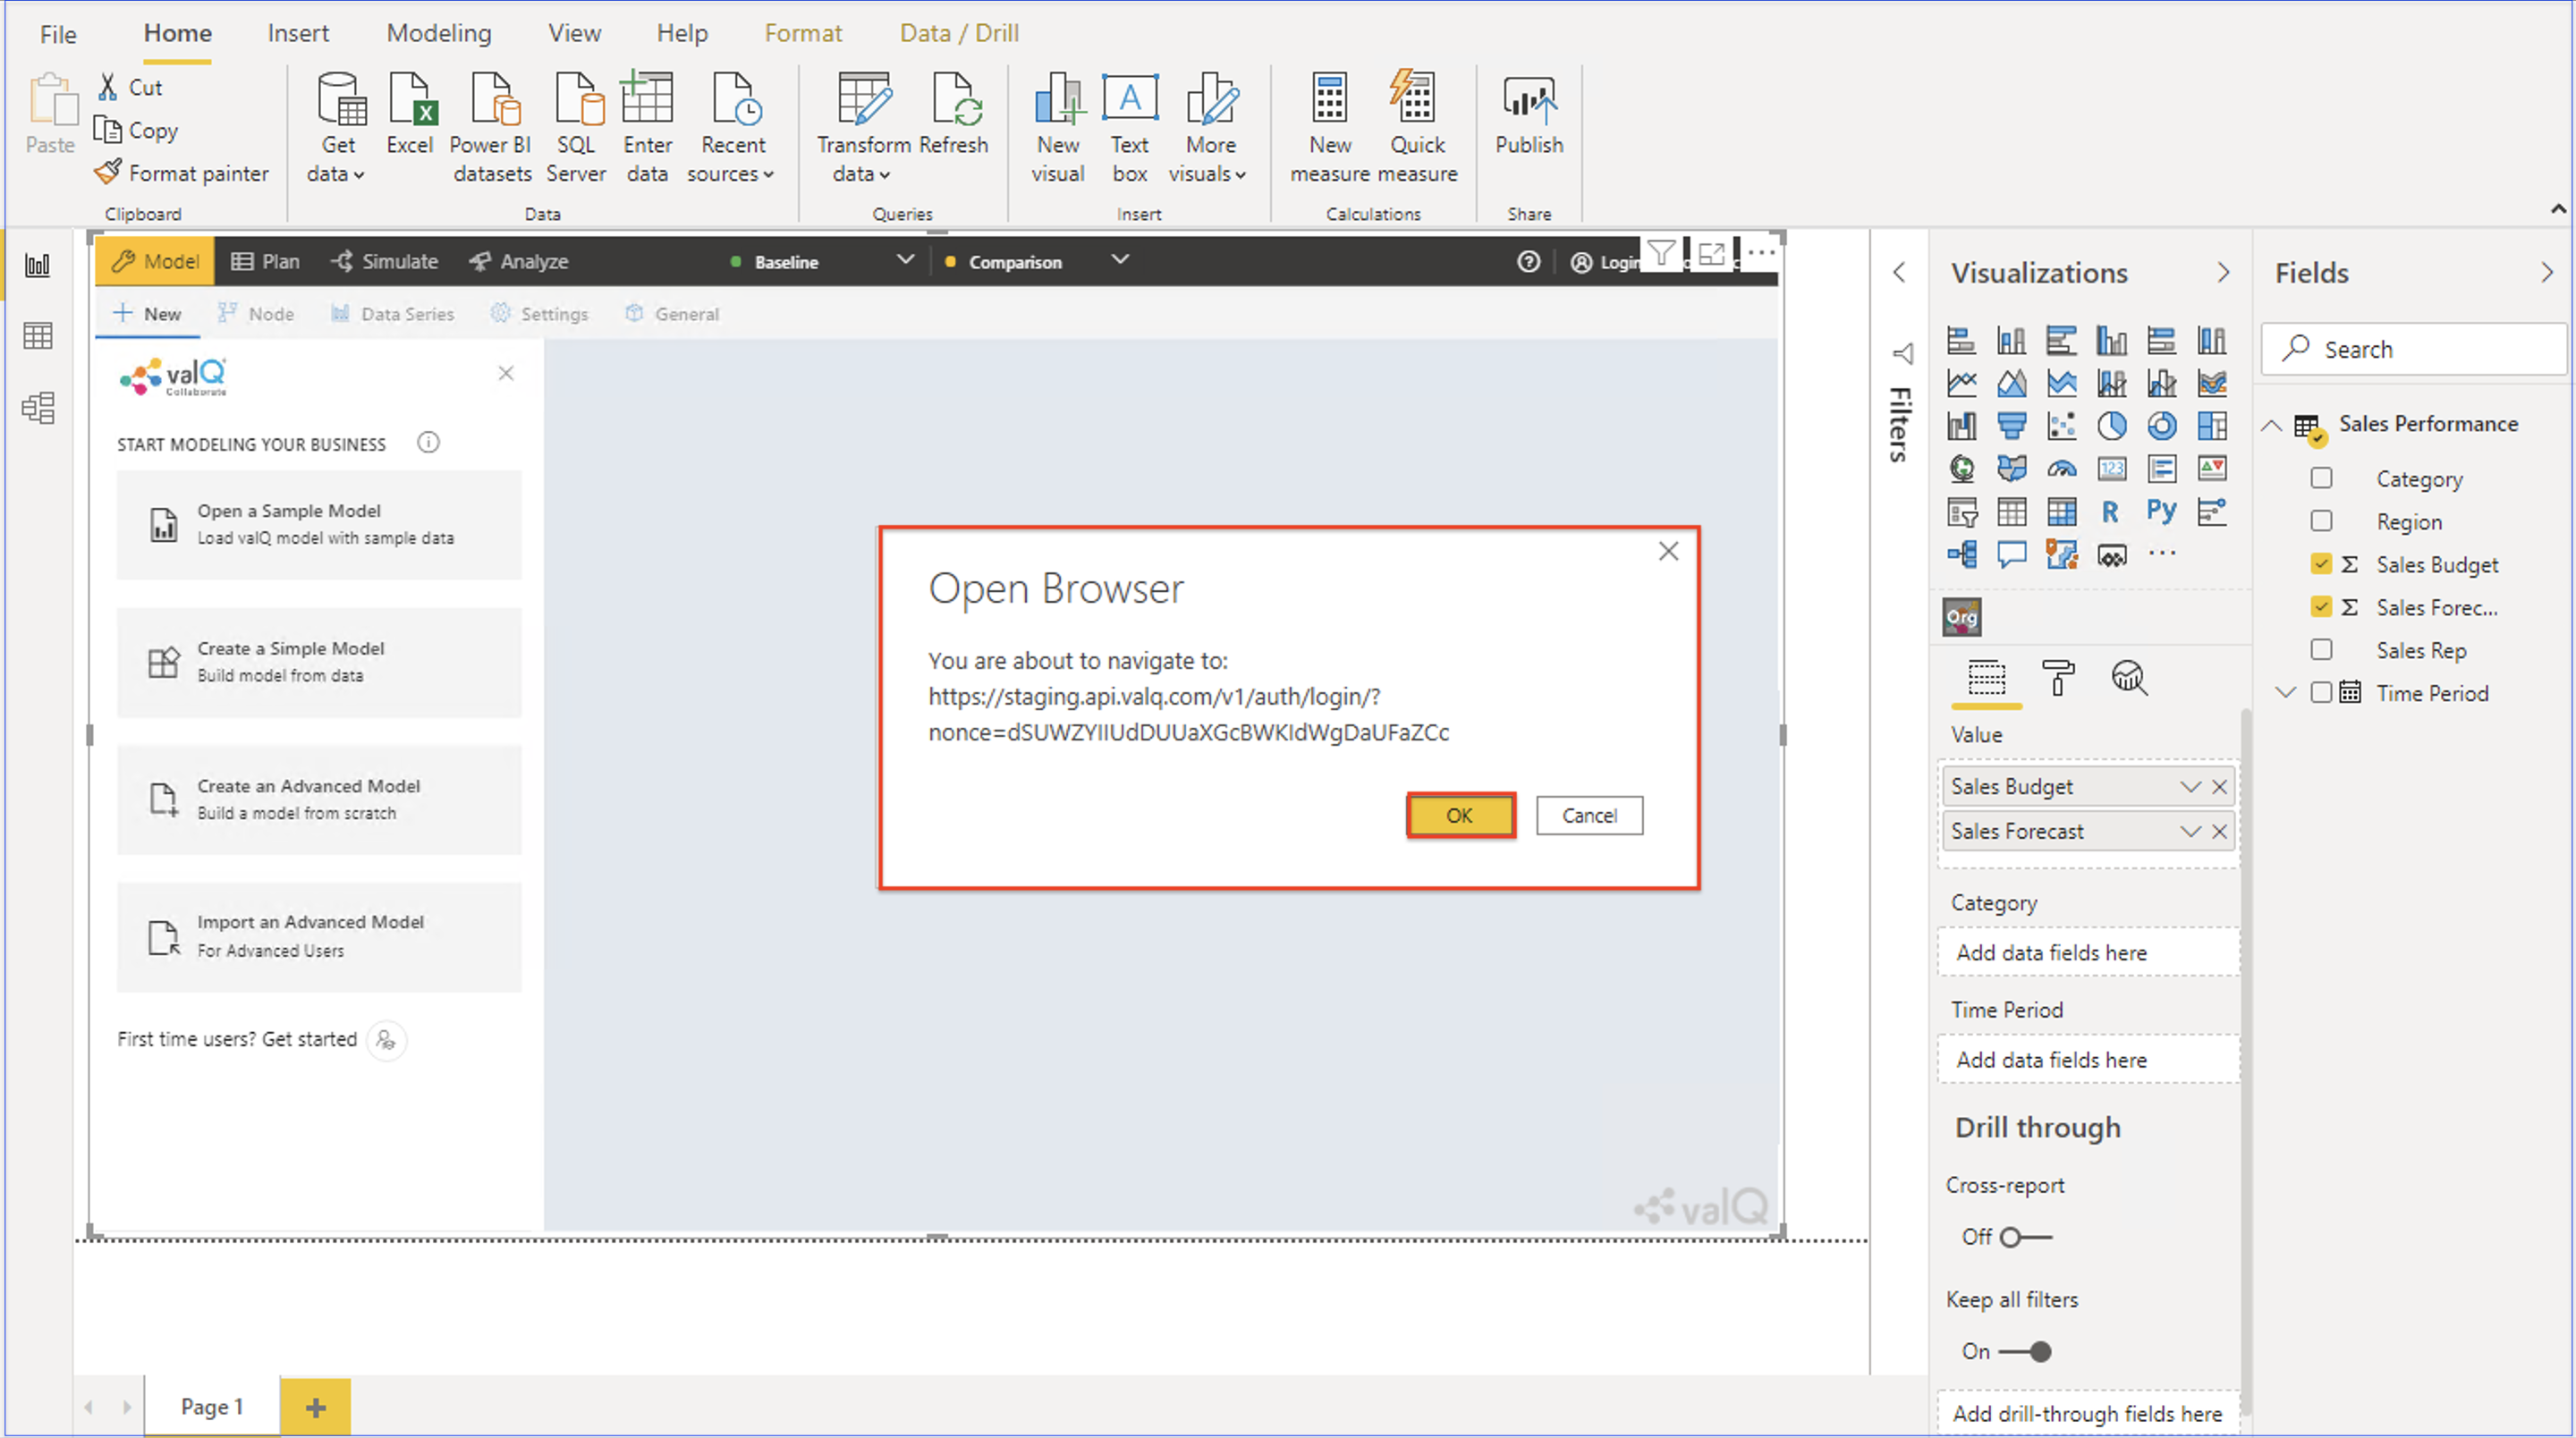 File Home Insert Modeling View Help Format Data / Drill
Paste
Cut
Copy
Format painter
Clipboard
Get data
Excel
Power BI datasets
SQL Server
Enter data
Recent sources
Data
Transform data
Refresh
Queries
New visual
Text box
More visuals
Insert
New measure
Quick measure
Calculations
Publish
Share
Model Plan Simulate Analyze Baseline Comparison Login
New Node Data Series Settings General
valQ
Collaborate
START MODELING YOUR BUSINESS
Open a Sample Model
Load valQ model with sample data
Create a Simple Model
Build model from data
Create an Advanced Model
Build a model from scratch
Import an Advanced Model
For Advanced Users
First time users? Get started
Open Browser
You are about to navigate to:
https://staging.api.valq.com/v1/auth/login/?
nonce=dSUWZYIIUdDUUaXGcBWKIdWgDaUFaZCc
OK Cancel
valQ
Page 1
Filters
Visualizations
123
R Py
Org
Value
Sales Budget
Sales Forecast
Category
Add data fields here
Time Period
Add data fields here
Drill through
Cross-report
Off
Keep all filters
On
Add drill-through fields here
Fields
Search
Sales Performance
Category
Region
Σ Sales Budget
Σ Sales Forec...
Sales Rep
Time Period